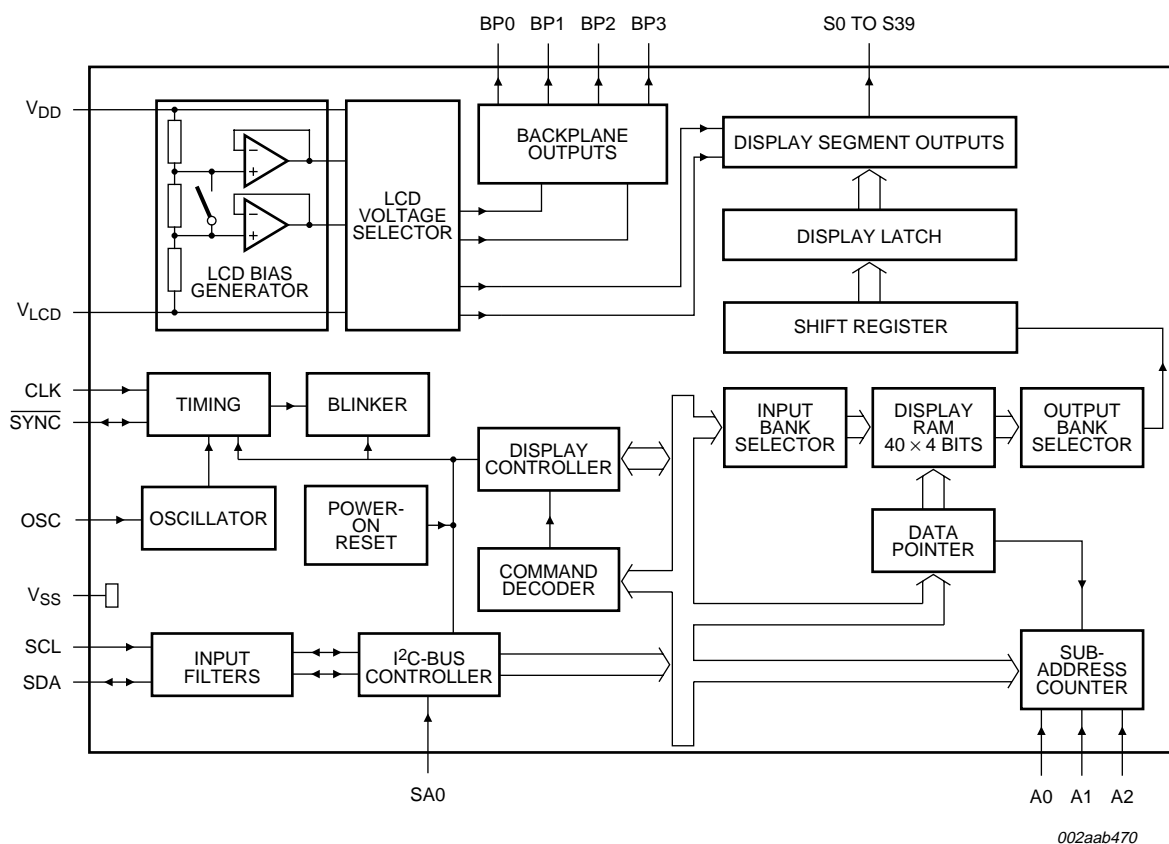 BP0 BP1 BP2 BP3 S0 TO S39
V_DD
BACKPLANE
OUTPUTS
DISPLAY SEGMENT OUTPUTS
LCD
VOLTAGE
SELECTOR
DISPLAY LATCH
LCD BIAS
GENERATOR
V_LCD
SHIFT REGISTER
CLK
SYNC
TIMING
BLINKER
DISPLAY
CONTROLLER
INPUT
BANK
SELECTOR
DISPLAY
RAM
40 × 4 BITS
OUTPUT
BANK
SELECTOR
OSC
OSCILLATOR
POWER-
ON
RESET
COMMAND
DECODER
DATA
POINTER
V_SS
SCL
SDA
INPUT
FILTERS
I²C-BUS
CONTROLLER
SUB-
ADDRESS
COUNTER
SA0
A0 A1 A2
002aab470